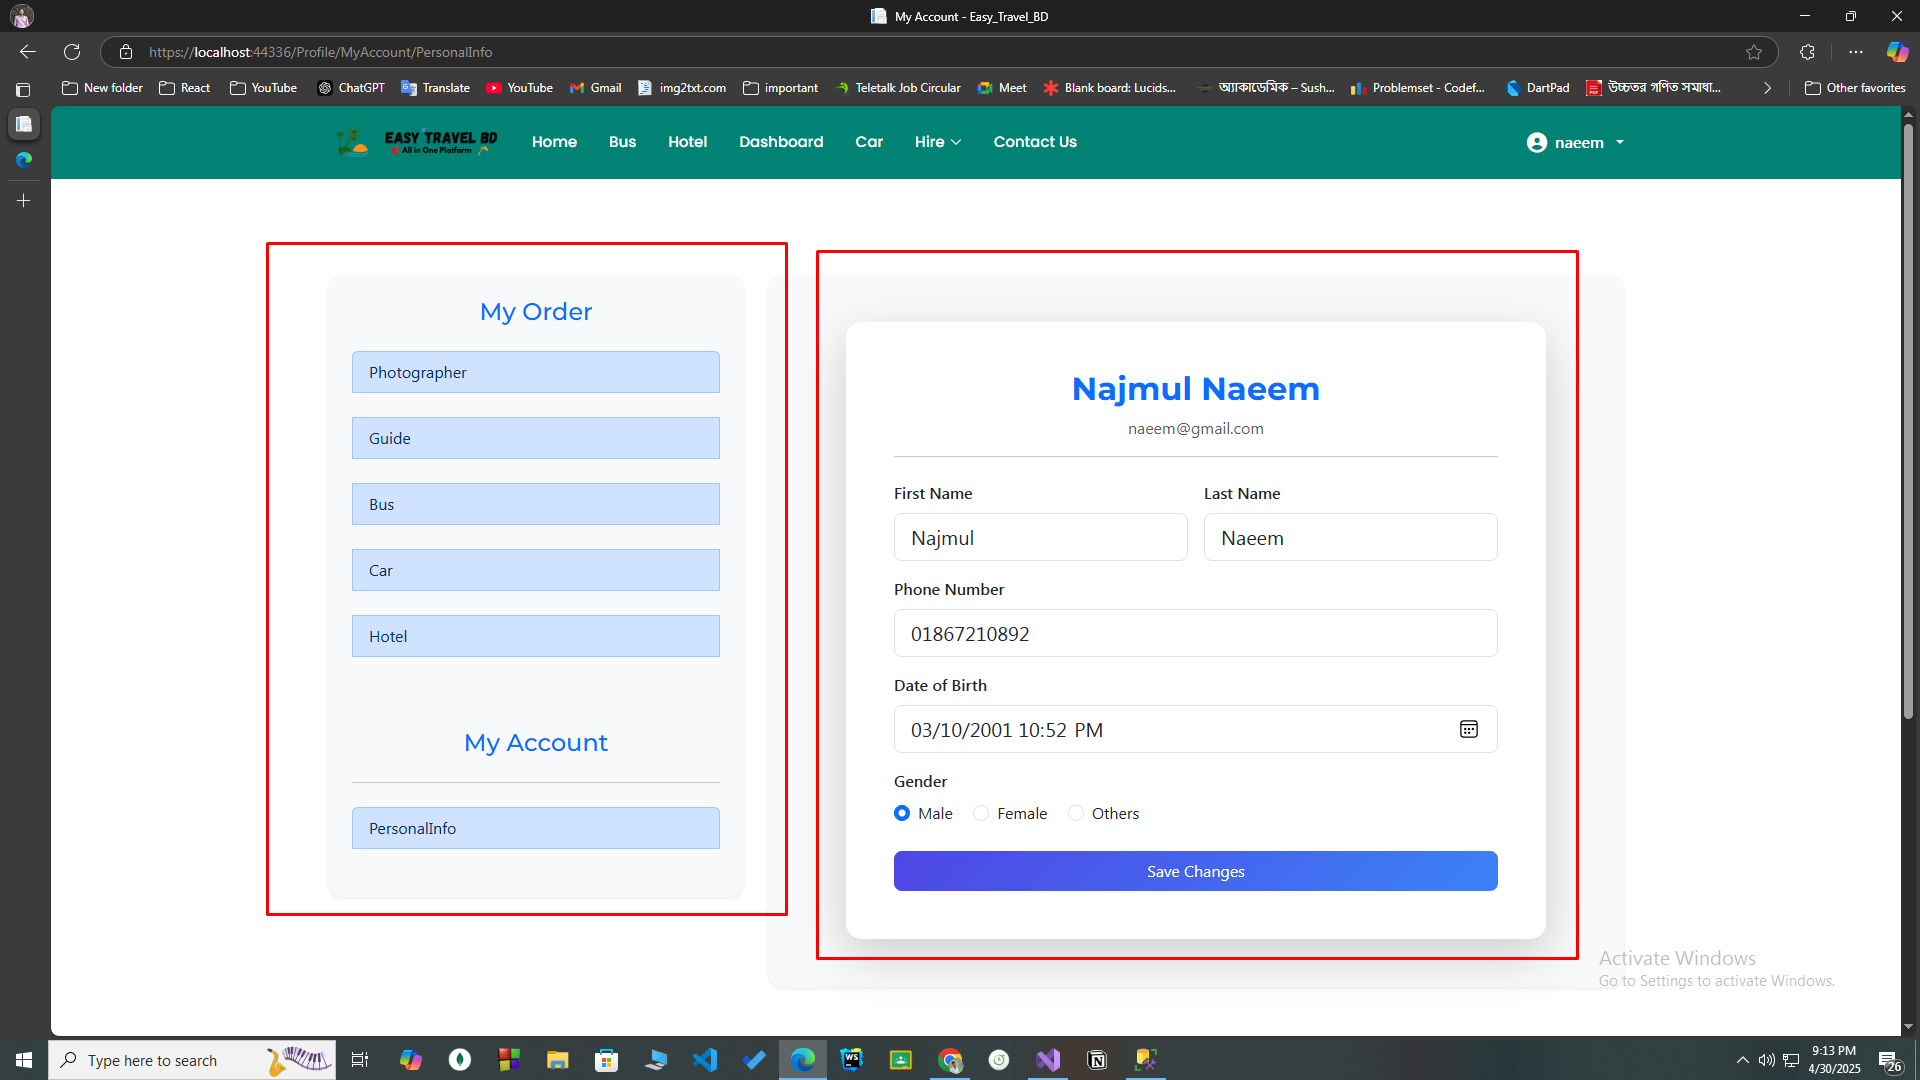 My Account - Easy_Travel_BD
https://localhost:44336/Profile/MyAccount/PersonalInfo
New folder React YouTube ChatGPT Translate YouTube Gmail img2txt.com important Teletalk Job Circular Meet Blank board: Lucids... অ্যাকাডেমিক – Sush... Problemset - Codef... DartPad উচ্চতর গণিত সমাধা... Other favorites
EASY TRAVEL BD
All in One Platform
Home Bus Hotel Dashboard Car Hire Contact Us naeem
My Order
Photographer
Guide
Bus
Car
Hotel
My Account
PersonalInfo
Najmul Naeem
naeem@gmail.com
First Name Last Name
Najmul Naeem
Phone Number
01867210892
Date of Birth
03/10/2001 10:52 PM
Gender
Male Female Others
Save Changes
Activate Windows
Go to Settings to activate Windows.
Type here to search
WS
9:13 PM
4/30/2025
26